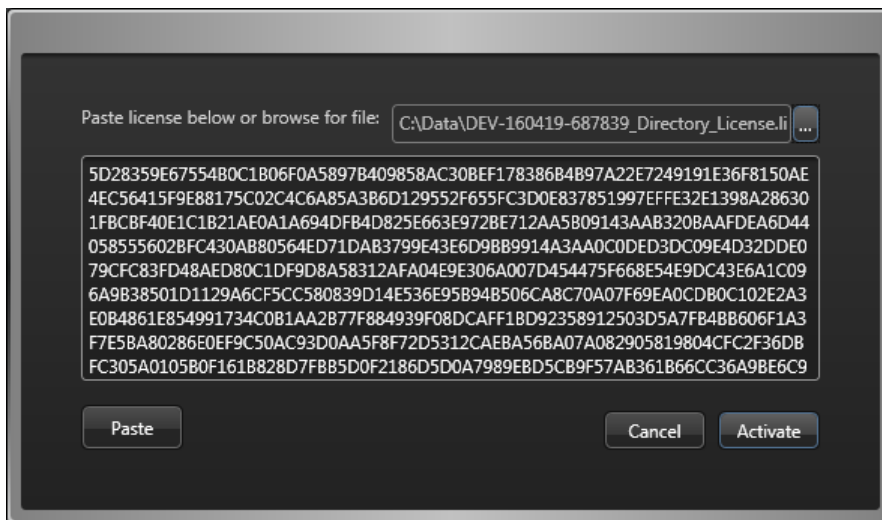 Paste license below or browse for file: C:\Data\DEV-160419-687839_Directory_License.li ...
5D28359E67554B0C1B06F0A5897B409858AC30BEF178386B4B97A22E7249191E36F8150AE
4EC56415F9E88175C02C4C6A85A3B6D129552F655FC3D0E837851997EFFE32E1398A28630
1FBCBF40E1C1B21AE0A1A694DFB4D825E663E972BE712AA5B09143AAB320BAAFDEA6D44
058555602BFC430AB80564ED71DAB3799E43E6D9BB9914A3AA0C0DED3DC09E4D32DDE0
79CFC83FD48AED80C1DF9D8A58312AFA04E9E306A007D454475F668E54E9DC43E6A1C09
6A9B38501D1129A6CF5CC580839D14E536E95B94B506CA8C70A07F69EA0CDB0C102E2A3
E0B4861E854991734C0B1AA2B77F884939F08DCAFF1BD92358912503D5A7FB4BB606F1A3
F7E5BA80286E0EF9C50AC93D0AA5F8F72D5312CAEBA56BA07A082905819804CFC2F36DB
FC305A0105B0F161B828D7FBB5D0F2186D5D0A7989EBD5CB9F57AB361B66CC36A9BE6C9
Paste Cancel Activate